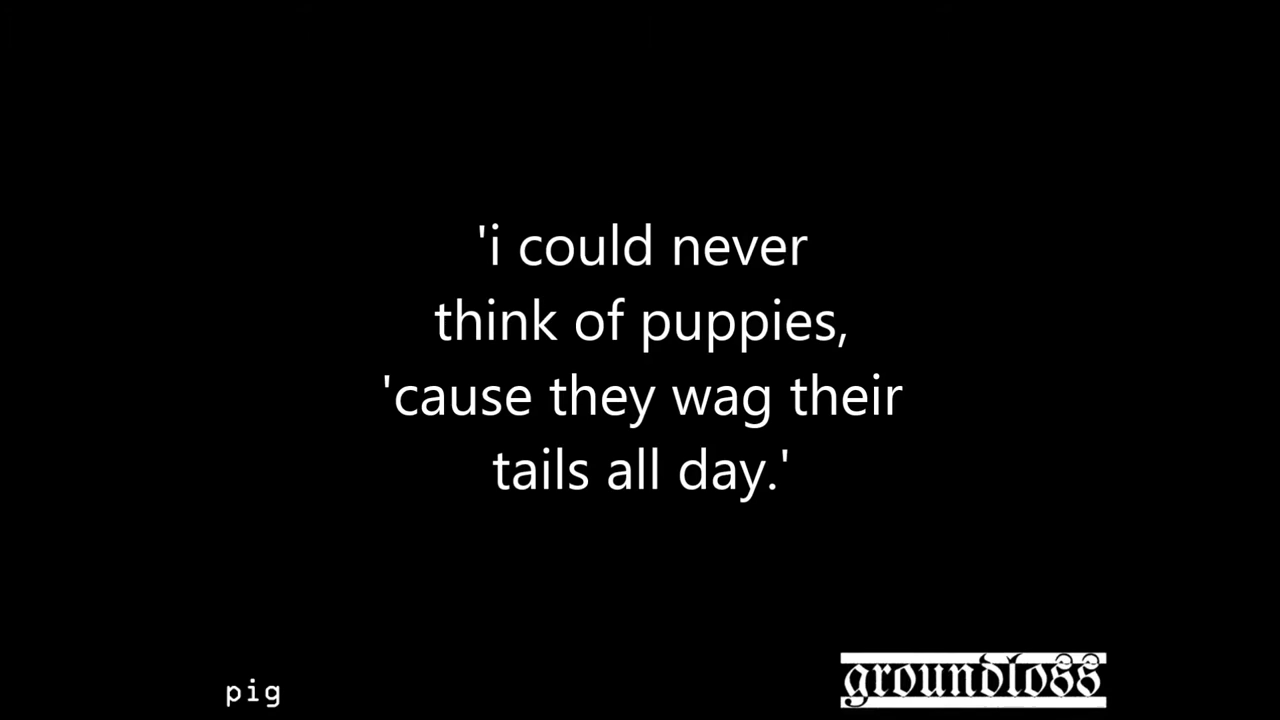 'i could never
think of puppies,
'cause they wag their
tails all day.'
pig
groundloss